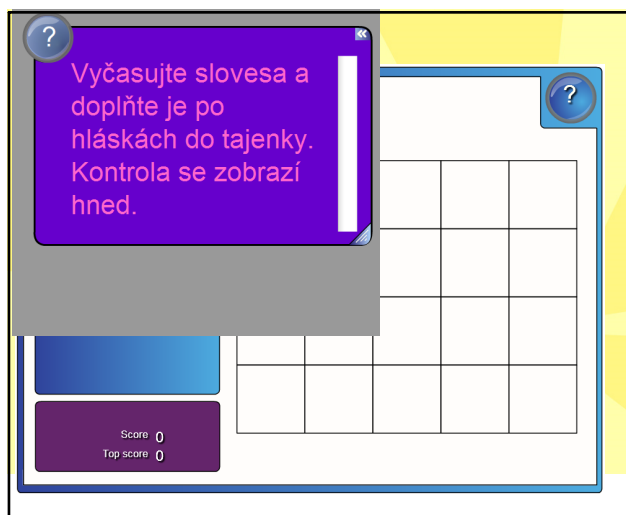 ?
«
Vyčasujte slovesa a
doplňte je po
hláskách do tajenky.
Kontrola se zobrazí
hned.
?
Score 0
Top score 0